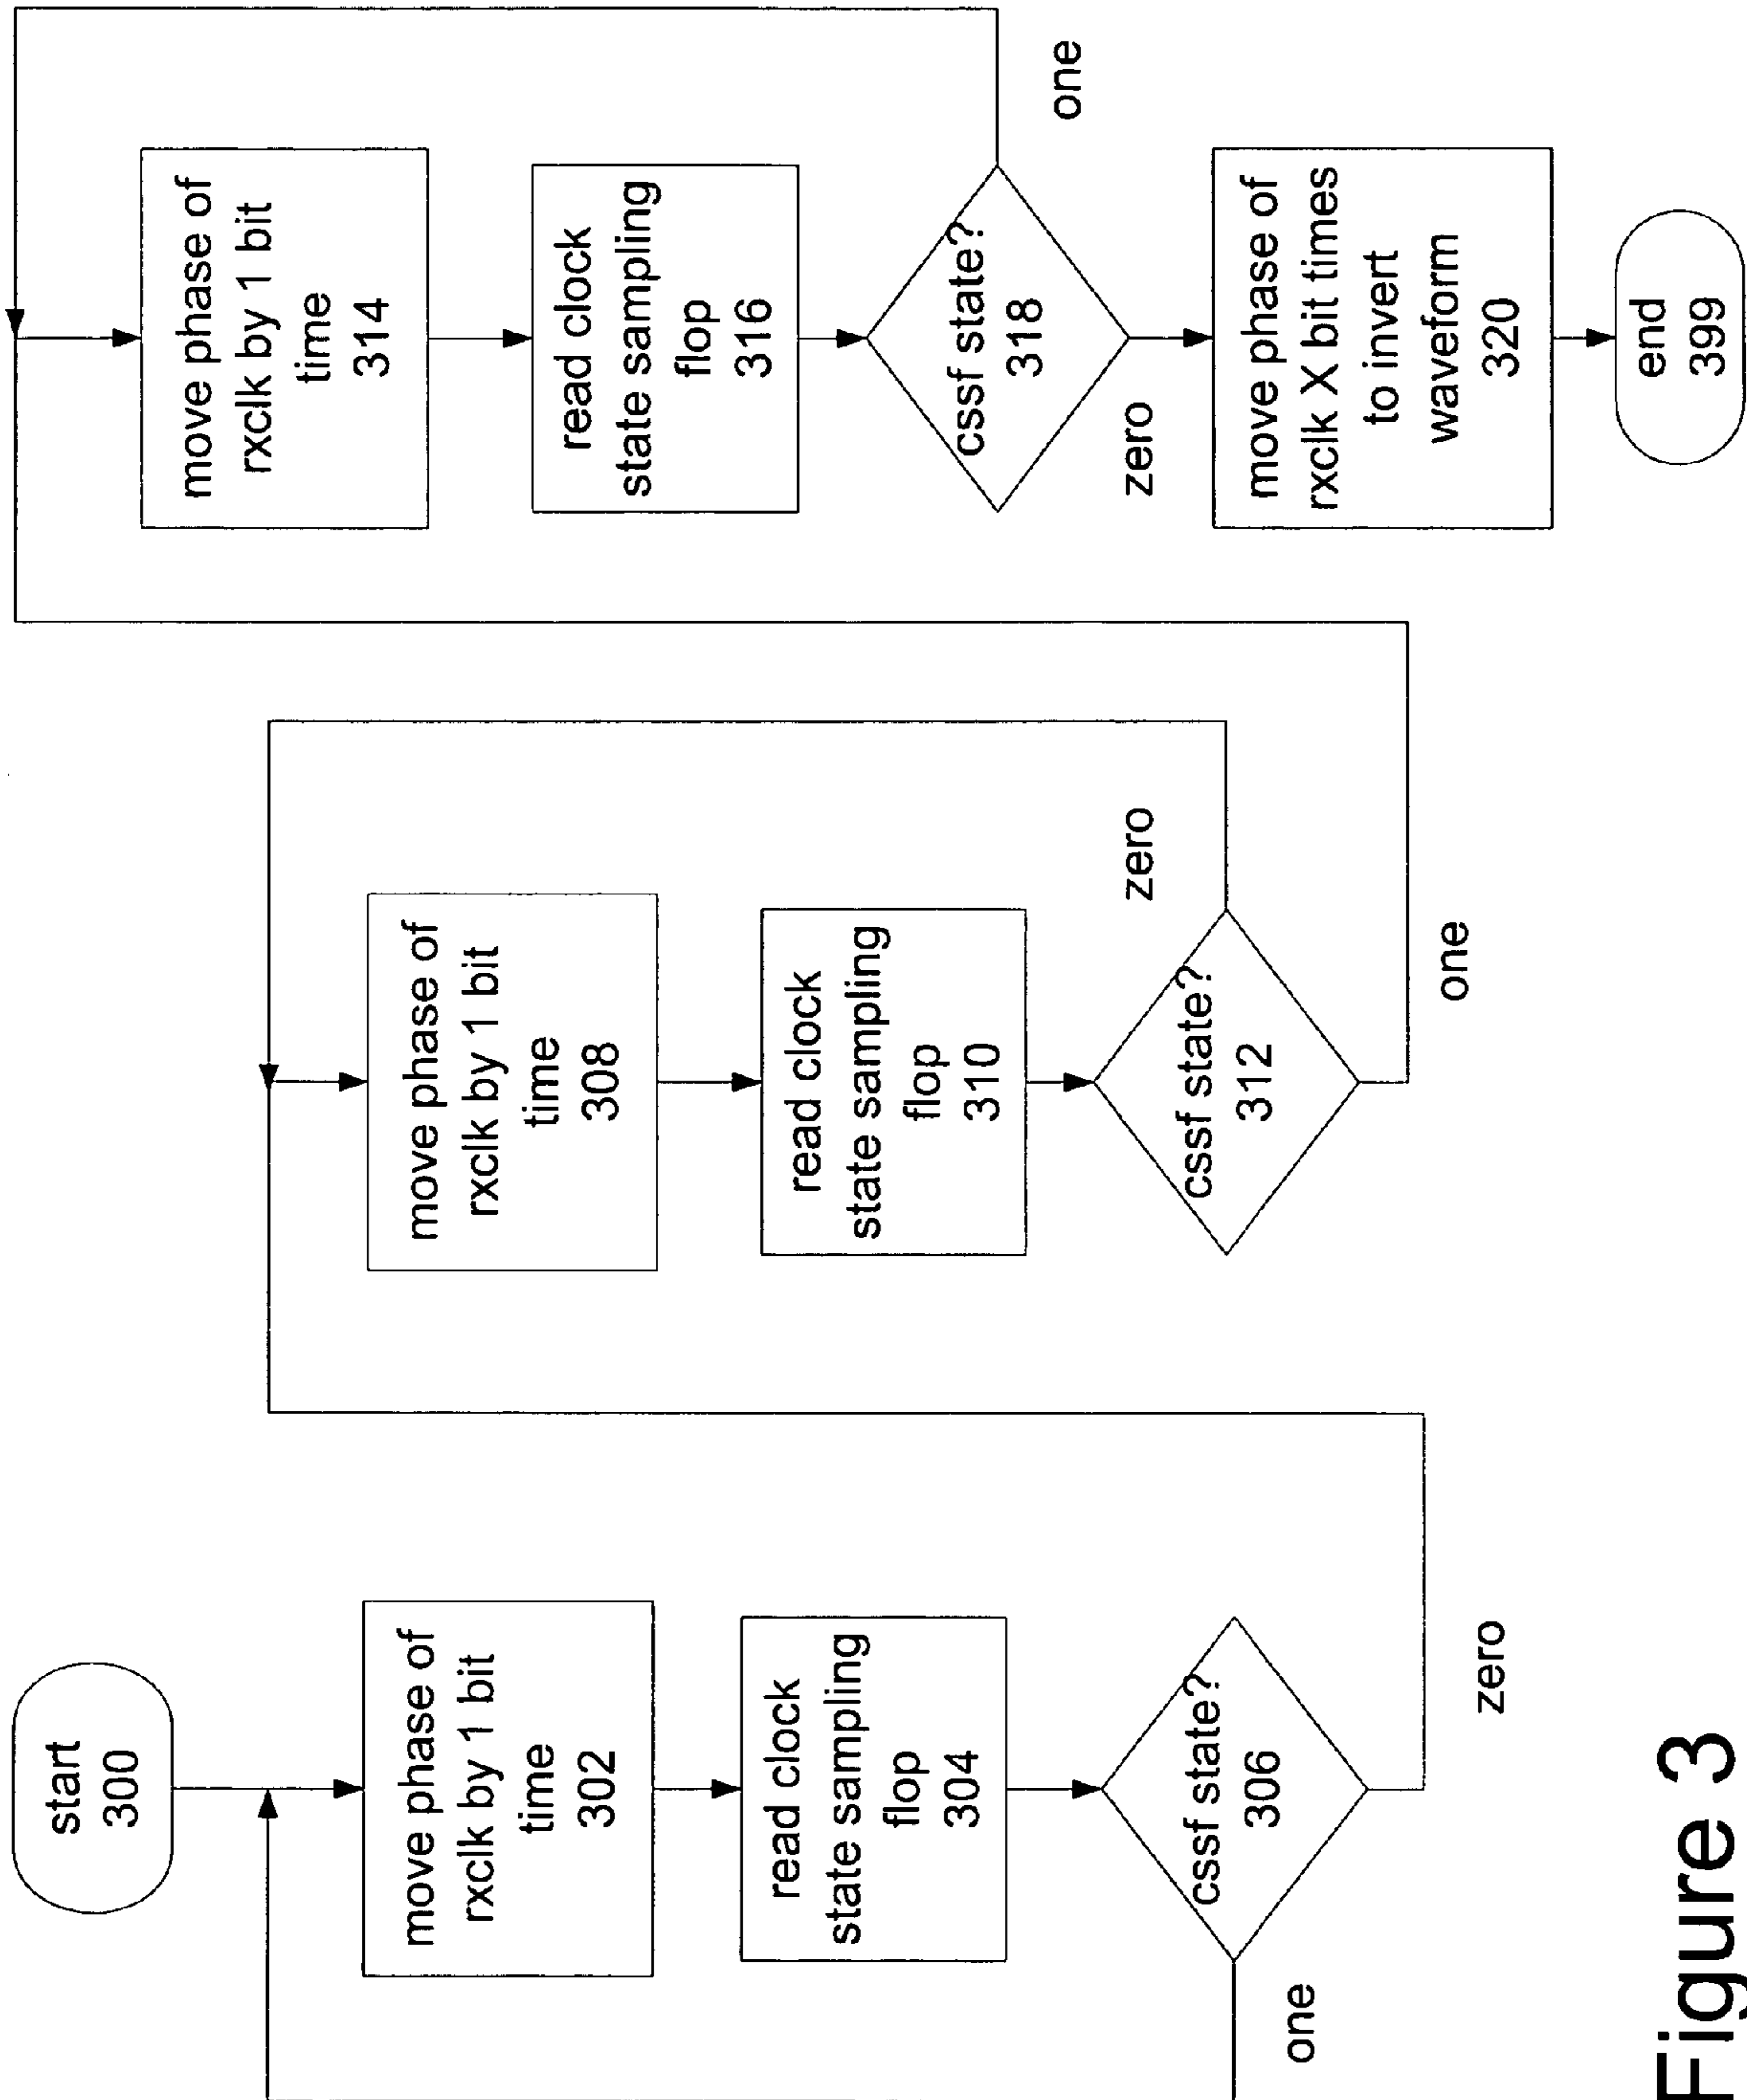 start
300
move phase of
rxclk by 1 bit
time
302
read clock
state sampling
flop
304
cssf state?
306
one
zero
move phase of
rxclk by 1 bit
time
308
read clock
state sampling
flop
310
cssf state?
312
zero
one
move phase of
rxclk by 1 bit
time
314
read clock
state sampling
flop
316
cssf state?
318
one
zero
move phase of
rxclk X bit times
to invert
waveform
320
end
399
Figure 3